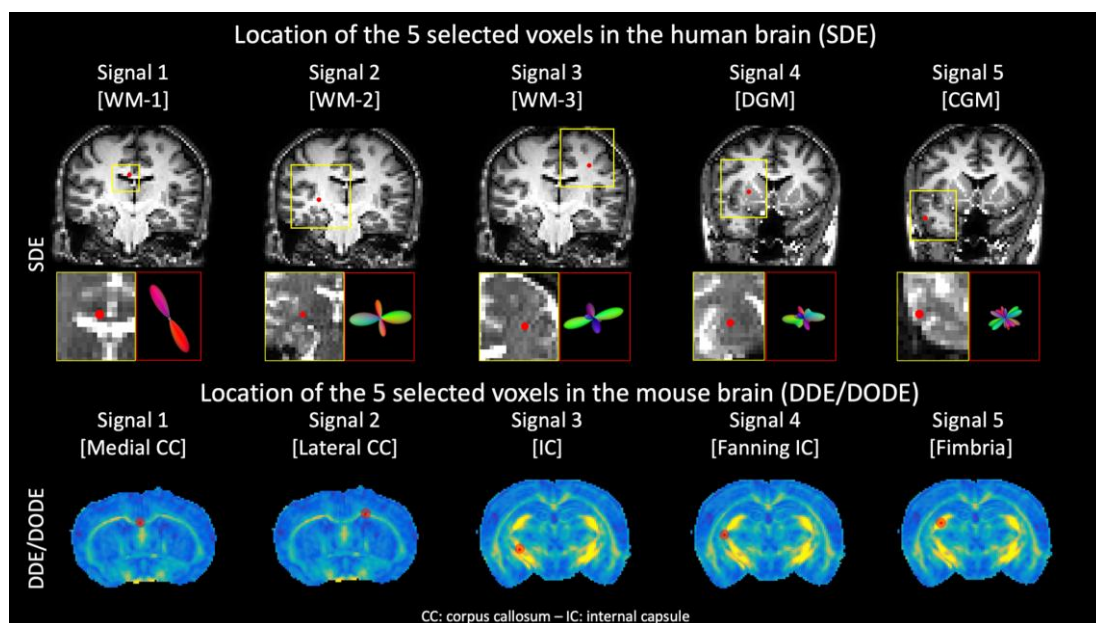 Location of the 5 selected voxels in the human brain (SDE)
Signal 1
[WM-1]
Signal 2
[WM-2]
Signal 3
[WM-3]
Signal 4
[DGM]
Signal 5
[CGM]
SDE
Location of the 5 selected voxels in the mouse brain (DDE/DODE)
Signal 1
[Medial CC]
Signal 2
[Lateral CC]
Signal 3
[IC]
Signal 4
[Fanning IC]
Signal 5
[Fimbria]
DDE/DODE
CC: corpus callosum – IC: internal capsule